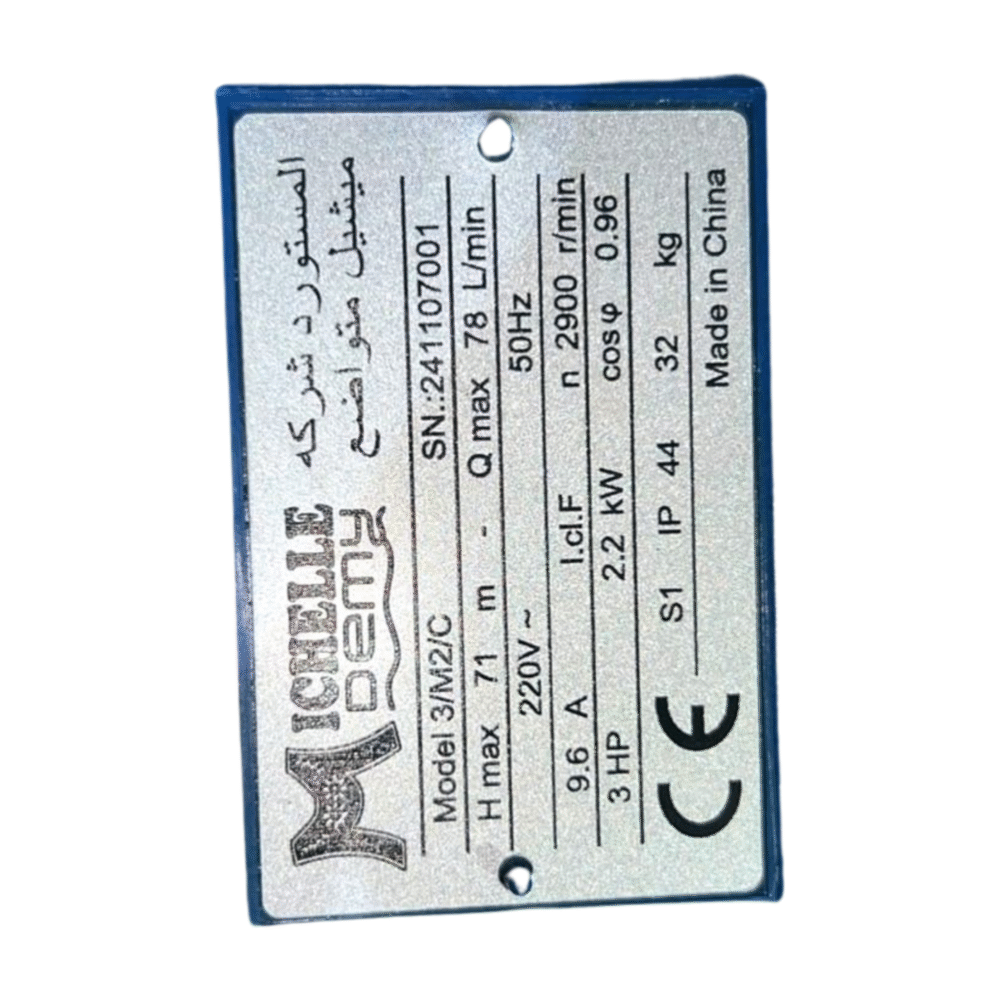 MICHELLE المستورد شركه
Demy ميشيل متواضع
Model 3/M2/C SN.:241107001
H max 71 m - Q max 78 L/min
220V ~ 50Hz
9.6 A I.cl.F n 2900 r/min
3 HP 2.2 kW cos φ 0.96
CE S1 IP 44 32 kg
Made in China